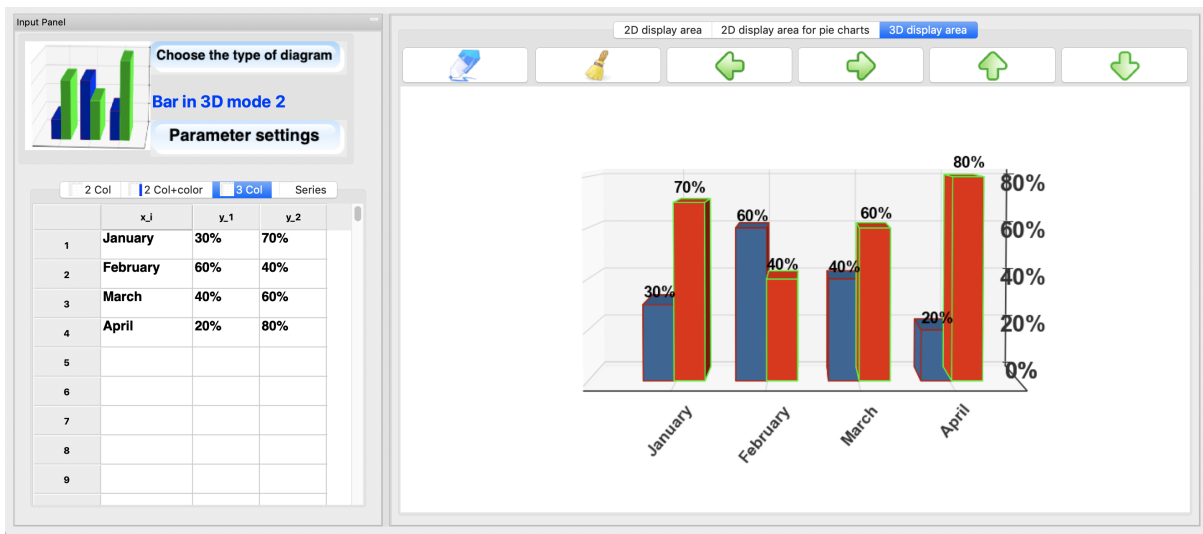 Input Panel
Choose the type of diagram
Bar in 3D mode 2
Parameter settings
2 Col 2 Col+color 3 Col Series
x_i y_1 y_2
1 January 30% 70%
2 February 60% 40%
3 March 40% 60%
4 April 20% 80%
5
6
7
8
9
2D display area 2D display area for pie charts 3D display area
80%
70%
80%
60% 60%
60%
40% 40%
40%
30%
20%
20%
0%
January February March April